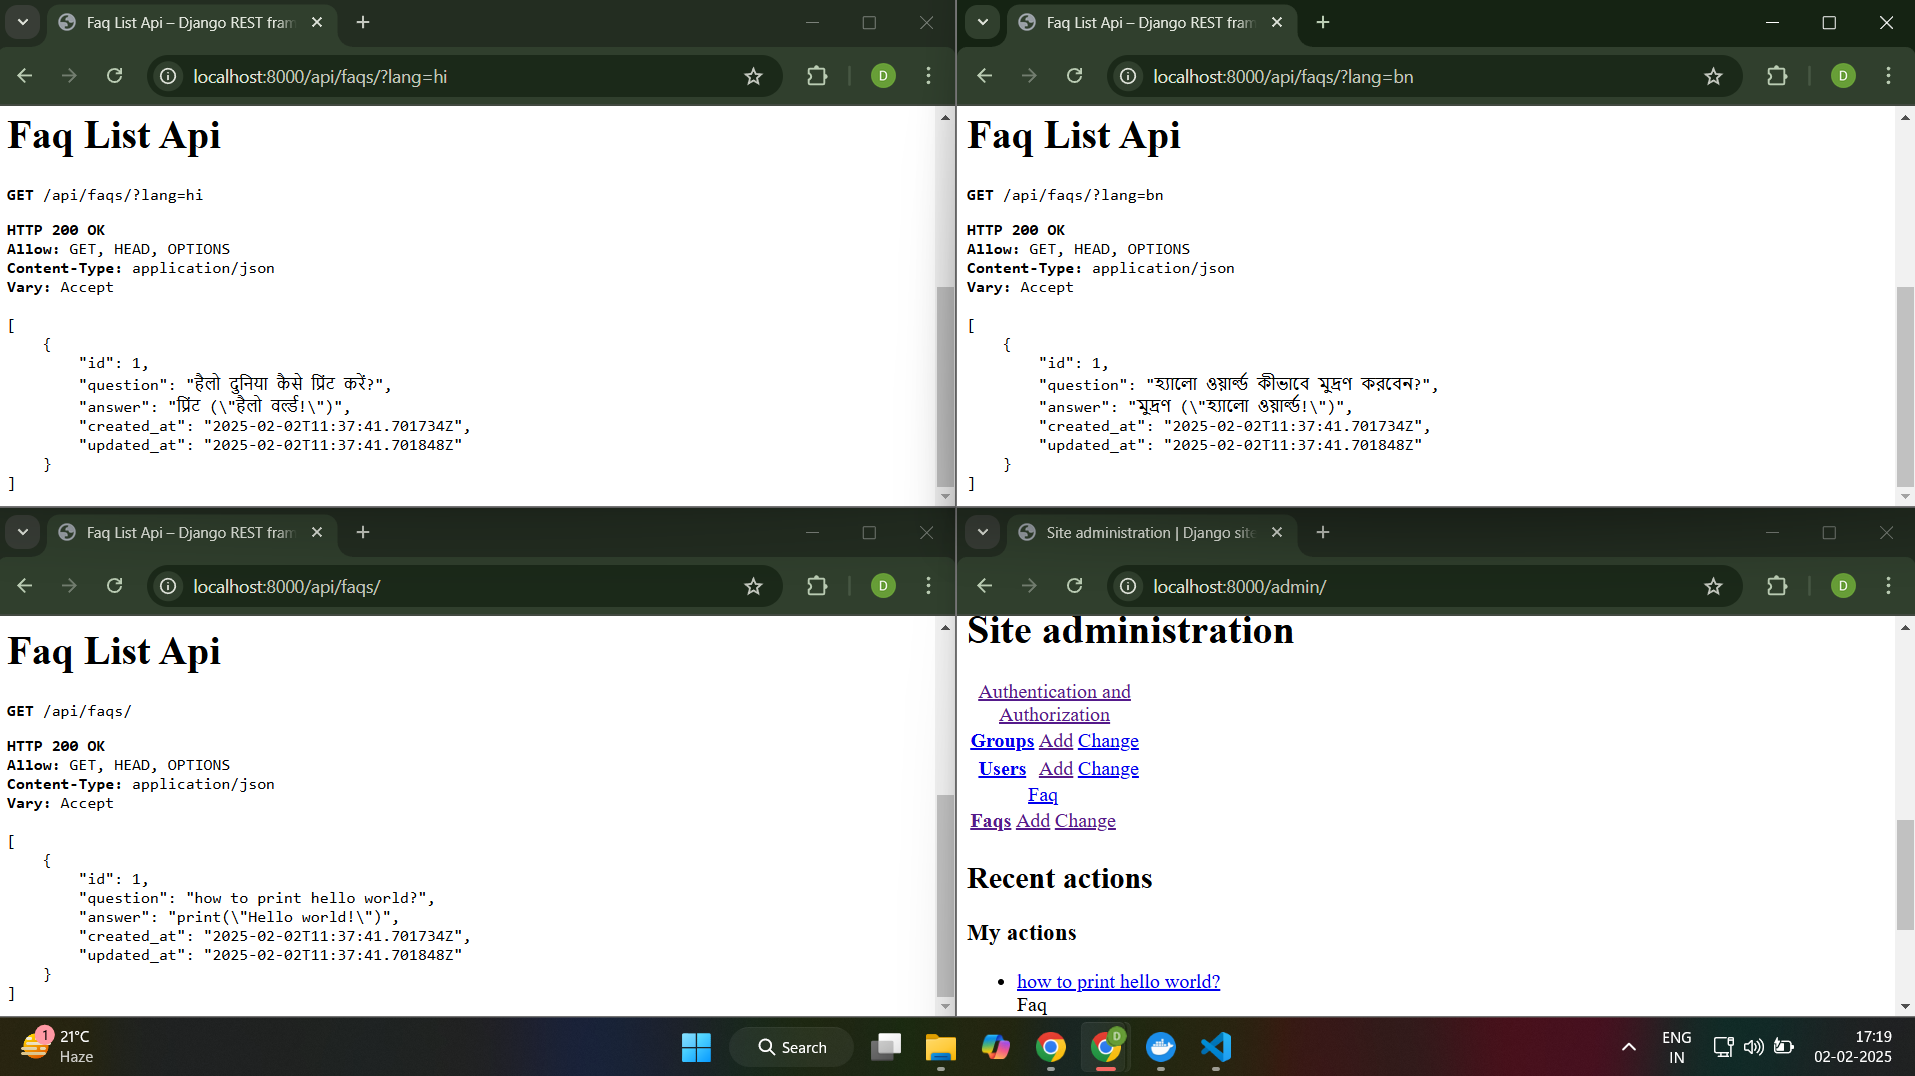 Faq List Api – Django REST fram
localhost:8000/api/faqs/?lang=hi
Faq List Api
GET /api/faqs/?lang=hi
HTTP 200 OK
Allow: GET, HEAD, OPTIONS
Content-Type: application/json
Vary: Accept
[
{
"id": 1,
"question": "हैलो दुनिया कैसे प्रिंट करें?",
"answer": "प्रिंट (\"हैलो वर्ल्ड!\")",
"created_at": "2025-02-02T11:37:41.701734Z",
"updated_at": "2025-02-02T11:37:41.701848Z"
}
]
Faq List Api – Django REST fram
localhost:8000/api/faqs/?lang=bn
D
Faq List Api
GET /api/faqs/?lang=bn
HTTP 200 OK
Allow: GET, HEAD, OPTIONS
Content-Type: application/json
Vary: Accept
[
{
"id": 1,
"question": "হ্যালো ওয়ার্ল্ড কীভাবে মুদ্রণ করবেন?",
"answer": "মুদ্রণ (\"হ্যালো ওয়ার্ল্ড!\")",
"created_at": "2025-02-02T11:37:41.701734Z",
"updated_at": "2025-02-02T11:37:41.701848Z"
}
]
Faq List Api – Django REST fram
localhost:8000/api/faqs/
D
Faq List Api
GET /api/faqs/
HTTP 200 OK
Allow: GET, HEAD, OPTIONS
Content-Type: application/json
Vary: Accept
[
{
"id": 1,
"question": "how to print hello world?",
"answer": "print(\"Hello world!\")",
"created_at": "2025-02-02T11:37:41.701734Z",
"updated_at": "2025-02-02T11:37:41.701848Z"
}
]
Site administration | Django site
localhost:8000/admin/
D
Site administration
Authentication and
Authorization
Groups Add Change
Users Add Change
Faq
Faqs Add Change
Recent actions
My actions
• how to print hello world?
Faq
1
21°C
Haze
Search
D
ENG
IN
17:19
02-02-2025